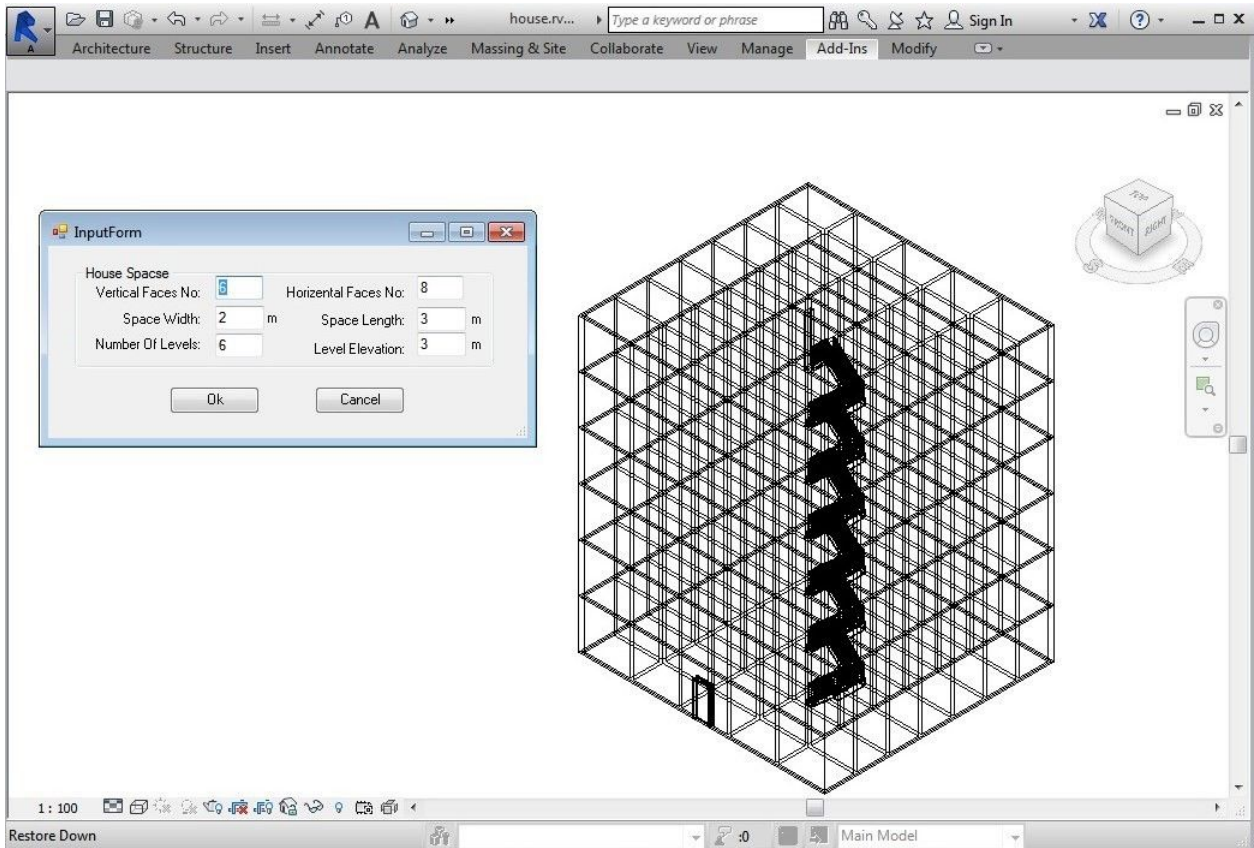 house.rv... Type a keyword or phrase Sign In
A Architecture Structure Insert Annotate Analyze Massing & Site Collaborate View Manage Add-Ins Modify
InputForm
House Spacse
Vertical Faces No: 6 Horizental Faces No: 8
Space Width: 2 m Space Length: 3 m
Number Of Levels: 6 Level Elevation: 3 m
Ok Cancel
TOP
FRONT RIGHT
1 : 100
Restore Down :0 Main Model